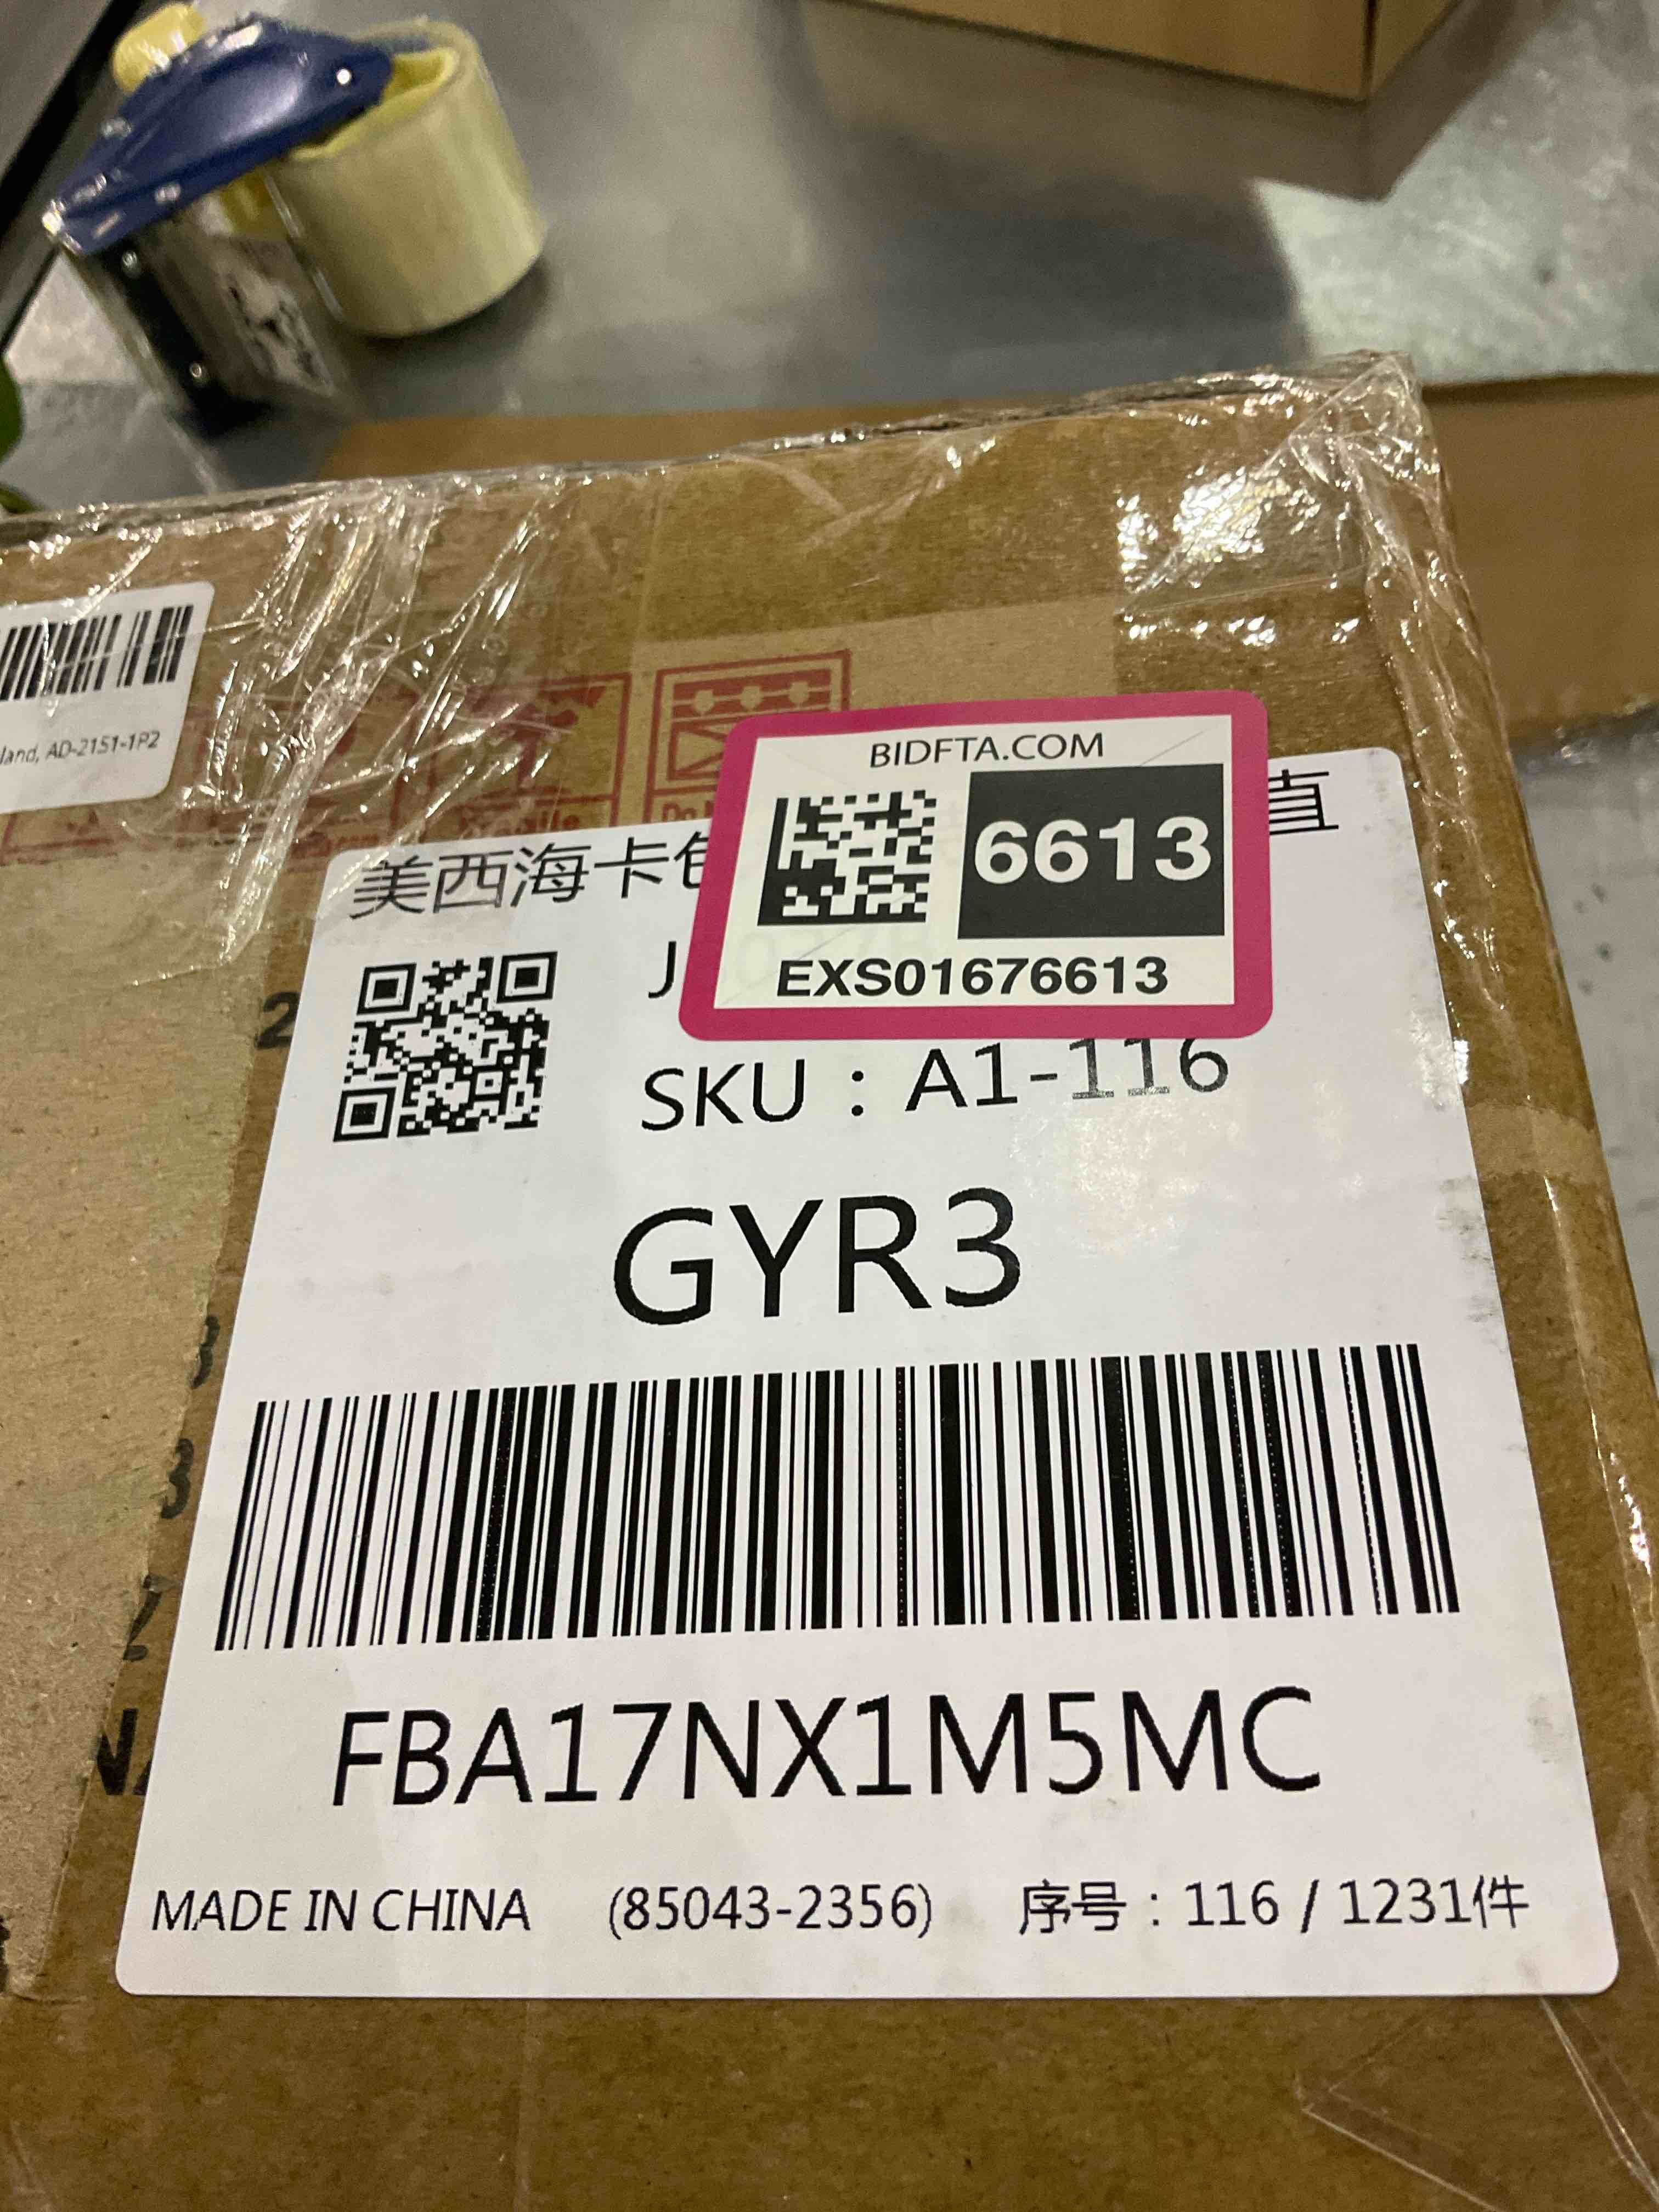 land, AD-2151-1P2
BIDFTA.COM
6613
EXS01676613
美西海卡
直
J
SKU：A1-116
GYR3
FBA17NX1M5MC
MADE IN CHINA (85043-2356) 序号：116 / 1231件